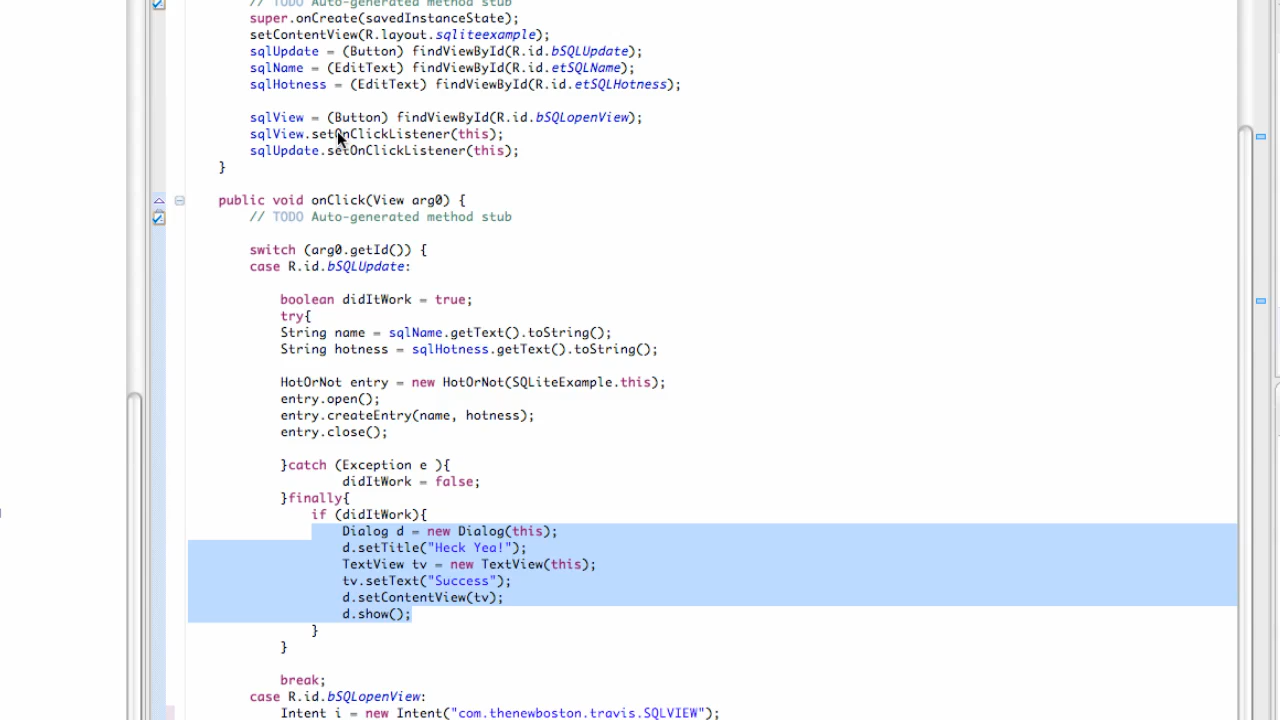 // TODO Auto-generated method stub
super.onCreate(savedInstanceState);
setContentView(R.layout.sqliteexample);
sqlUpdate = (Button) findViewById(R.id.bSQLUpdate);
sqlName = (EditText) findViewById(R.id.etSQLName);
sqlHotness = (EditText) findViewById(R.id.etSQLHotness);
sqlView = (Button) findViewById(R.id.bSQLopenView);
sqlView.setOnClickListener(this);
sqlUpdate.setOnClickListener(this);
}
public void onClick(View arg0) {
// TODO Auto-generated method stub
switch (arg0.getId()) {
case R.id.bSQLUpdate:
boolean didItWork = true;
try{
String name = sqlName.getText().toString();
String hotness = sqlHotness.getText().toString();
HotOrNot entry = new HotOrNot(SQLiteExample.this);
entry.open();
entry.createEntry(name, hotness);
entry.close();
}catch (Exception e ){
didItWork = false;
}finally{
if (didItWork){
Dialog d = new Dialog(this);
d.setTitle("Heck Yea!");
TextView tv = new TextView(this);
tv.setText("Success");
d.setContentView(tv);
d.show();
}
}
break;
case R.id.bSQLopenView:
Intent i = new Intent("com.thenewboston.travis.SQLVIEW");